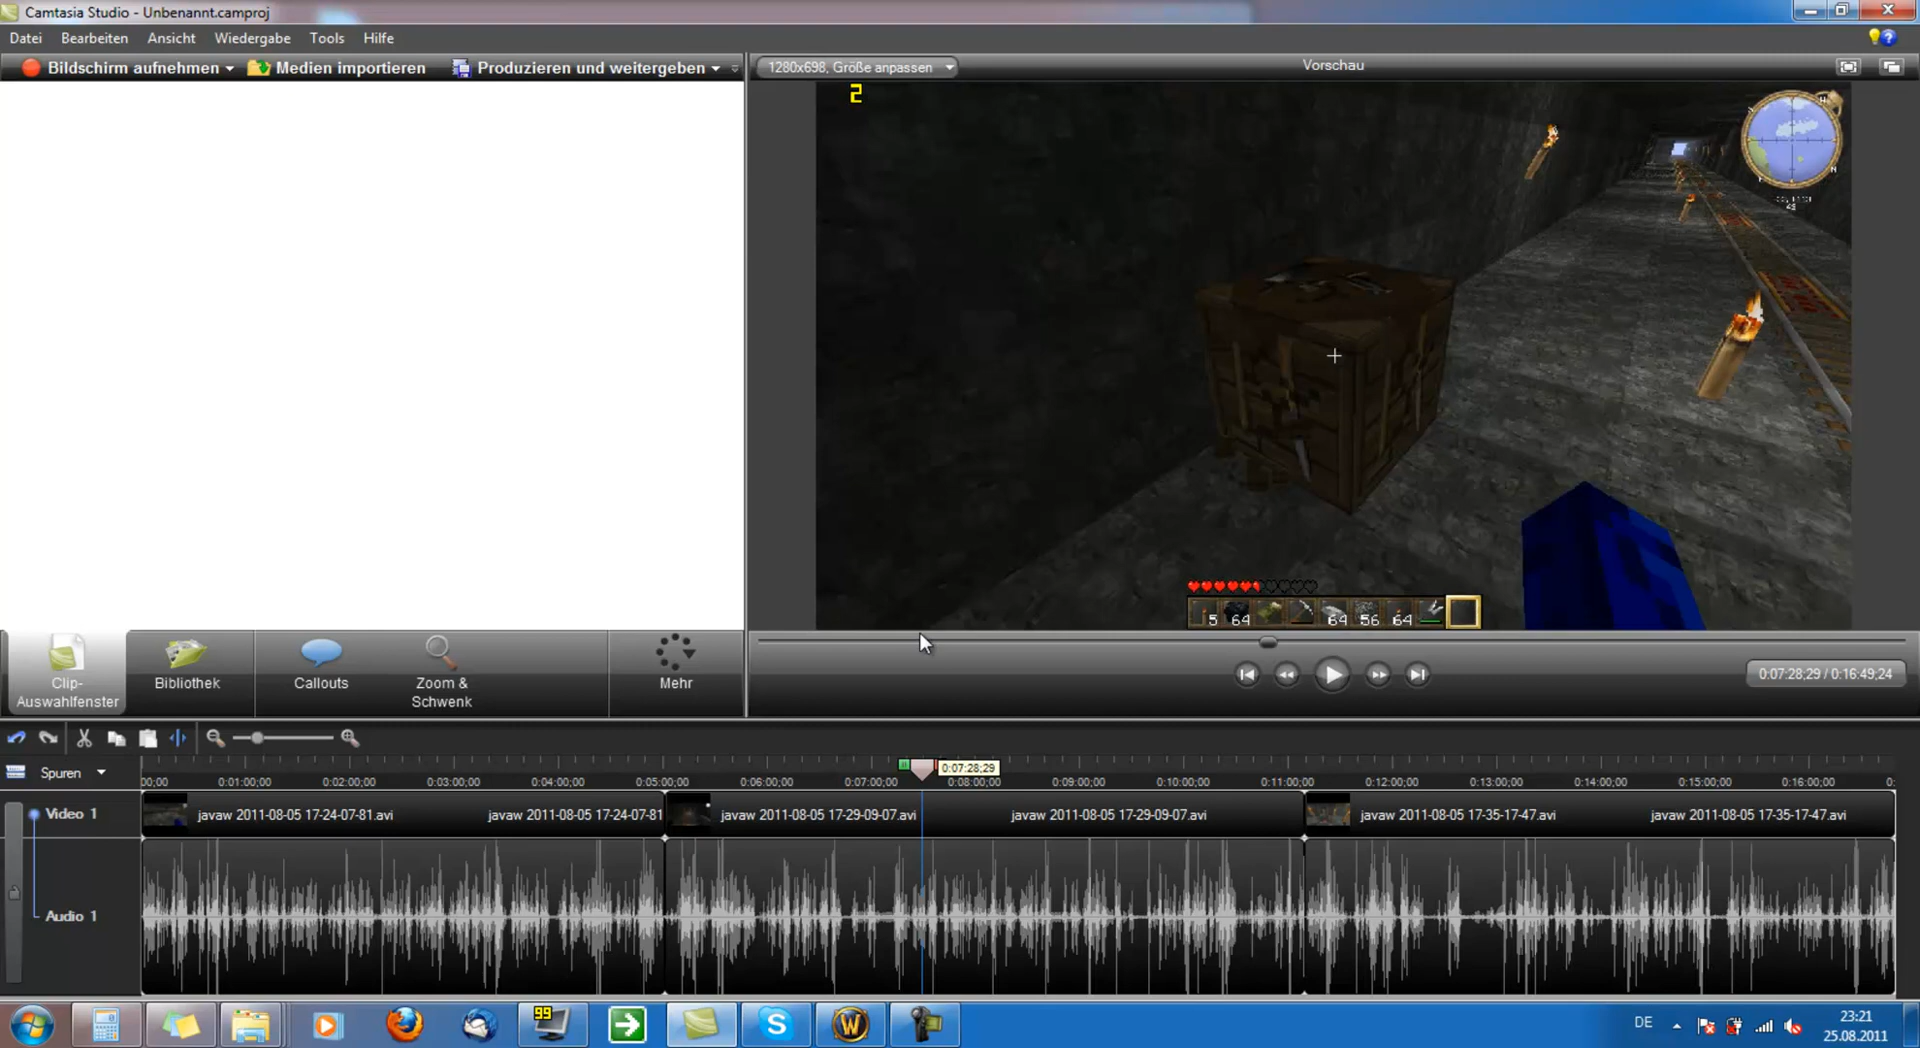 Camtasia Studio - Unbenannt.camproj
Datei Bearbeiten Ansicht Wiedergabe Tools Hilfe
Bildschirm aufnehmen Medien importieren Produzieren und weitergeben
1280x698, Größe anpassen
Vorschau
2
5 64 64 56 64
Clip-
Auswahlfenster
Bibliothek
Callouts
Zoom &
Schwenk
Mehr
0:07:28;29 / 0:16:49;24
Spuren
0:07:28;29
00;00 0:01:00;00 0:02:00;00 0:03:00;00 0:04:00;00 0:05:00;00 0:06:00;00 0:07:00;00 0:08:00;00 0:09:00;00 0:10:00;00 0:11:00;00 0:12:00;00 0:13:00;00 0:14:00;00 0:15:00;00 0:16:00;00 0:
Video 1
javaw 2011-08-05 17-24-07-81.avi javaw 2011-08-05 17-24-07-81 javaw 2011-08-05 17-29-09-07.avi javaw 2011-08-05 17-29-09-07.avi javaw 2011-08-05 17-35-17-47.avi javaw 2011-08-05 17-35-17-47.avi
Audio 1
99
DE
23:21
25.08.2011